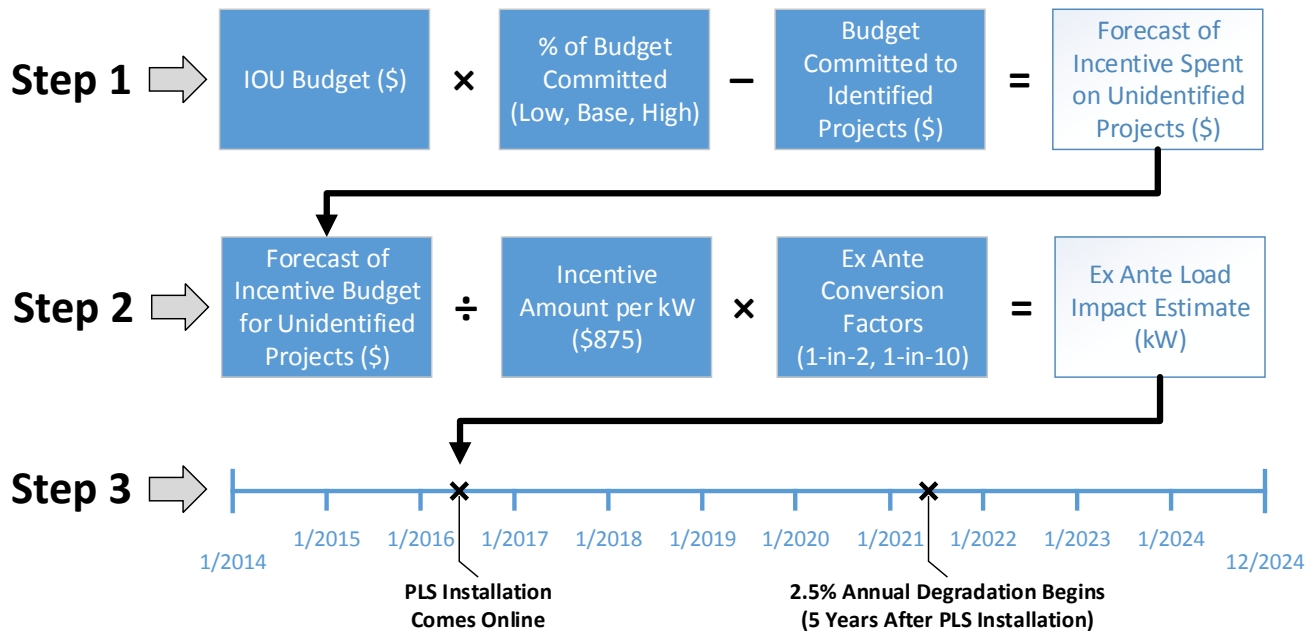 Step 1
IOU Budget ($)
×
% of Budget
Committed
(Low, Base, High)
–
Budget
Committed to
Identified
Projects ($)
=
Forecast of
Incentive Spent
on Unidentified
Projects ($)
Step 2
Forecast of
Incentive Budget
for Unidentified
Projects ($)
÷
Incentive
Amount per kW
($875)
×
Ex Ante
Conversion
Factors
(1-in-2, 1-in-10)
=
Ex Ante Load
Impact Estimate
(kW)
Step 3
1/2014
1/2015
1/2016
1/2017
1/2018
1/2019
1/2020
1/2021
1/2022
1/2023
1/2024
12/2024
PLS Installation
Comes Online
2.5% Annual Degradation Begins
(5 Years After PLS Installation)